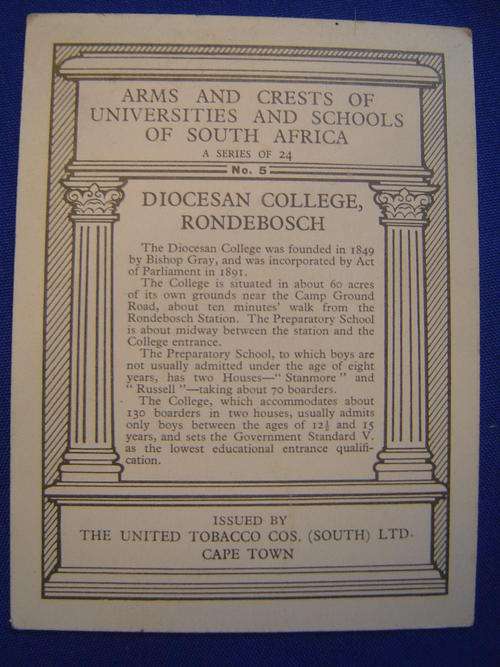 ARMS AND CRESTS OF
UNIVERSITIES AND SCHOOLS
OF SOUTH AFRICA
A SERIES OF 24
No. 5
DIOCESAN COLLEGE,
RONDEBOSCH
The Diocesan College was founded in 1849
by Bishop Gray, and was incorporated by Act
of Parliament in 1891.
The College is situated in about 60 acres
of its own grounds near the Camp Ground
Road, about ten minutes' walk from the
Rondebosch Station. The Preparatory School
is about midway between the station and the
College entrance.
The Preparatory School, to which boys are
not usually admitted under the age of eight
years, has two Houses—“ Stanmore ” and
“ Russell ”—taking about 70 boarders.
The College, which accommodates about
130 boarders in two houses, usually admits
only boys between the ages of 12½ and 15
years, and sets the Government Standard V.
as the lowest educational entrance qualifi-
cation.
ISSUED BY
THE UNITED TOBACCO COS. (SOUTH) LTD.
CAPE TOWN